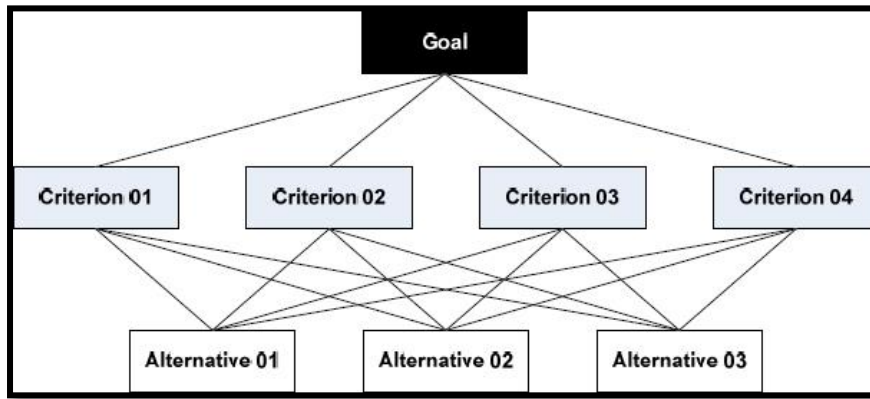 Goal
Criterion 01
Criterion 02
Criterion 03
Criterion 04
Alternative 01
Alternative 02
Alternative 03